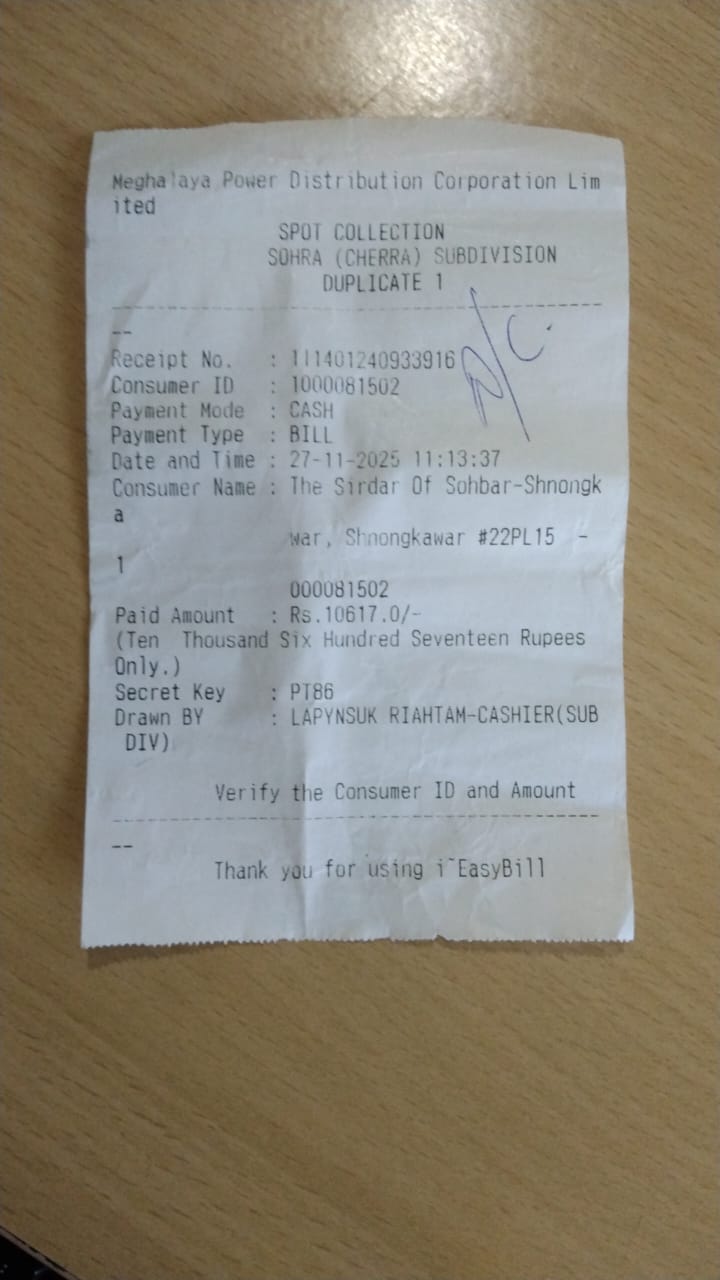 Meghalaya Power Distribution Corporation Lim
ited
SPOT COLLECTION
SOHRA (CHERRA) SUBDIVISION
DUPLICATE 1
--------------------------------------------
--
Receipt No. : 111401240933916
Consumer ID : 1000081502
Payment Mode : CASH
Payment Type : BILL
Date and Time : 27-11-2025 11:13:37
Consumer Name : The Sirdar Of Sohbar-Shnongk
a
war, Shnongkawar #22PL15 -
1
000081502
Paid Amount : Rs.10617.0/-
(Ten Thousand Six Hundred Seventeen Rupees
Only.)
Secret Key : PT86
Drawn BY : LAPYNSUK RIAHTAM-CASHIER(SUB
DIV)
Verify the Consumer ID and Amount
--------------------------------------------
--
Thank you for using i~EasyBill